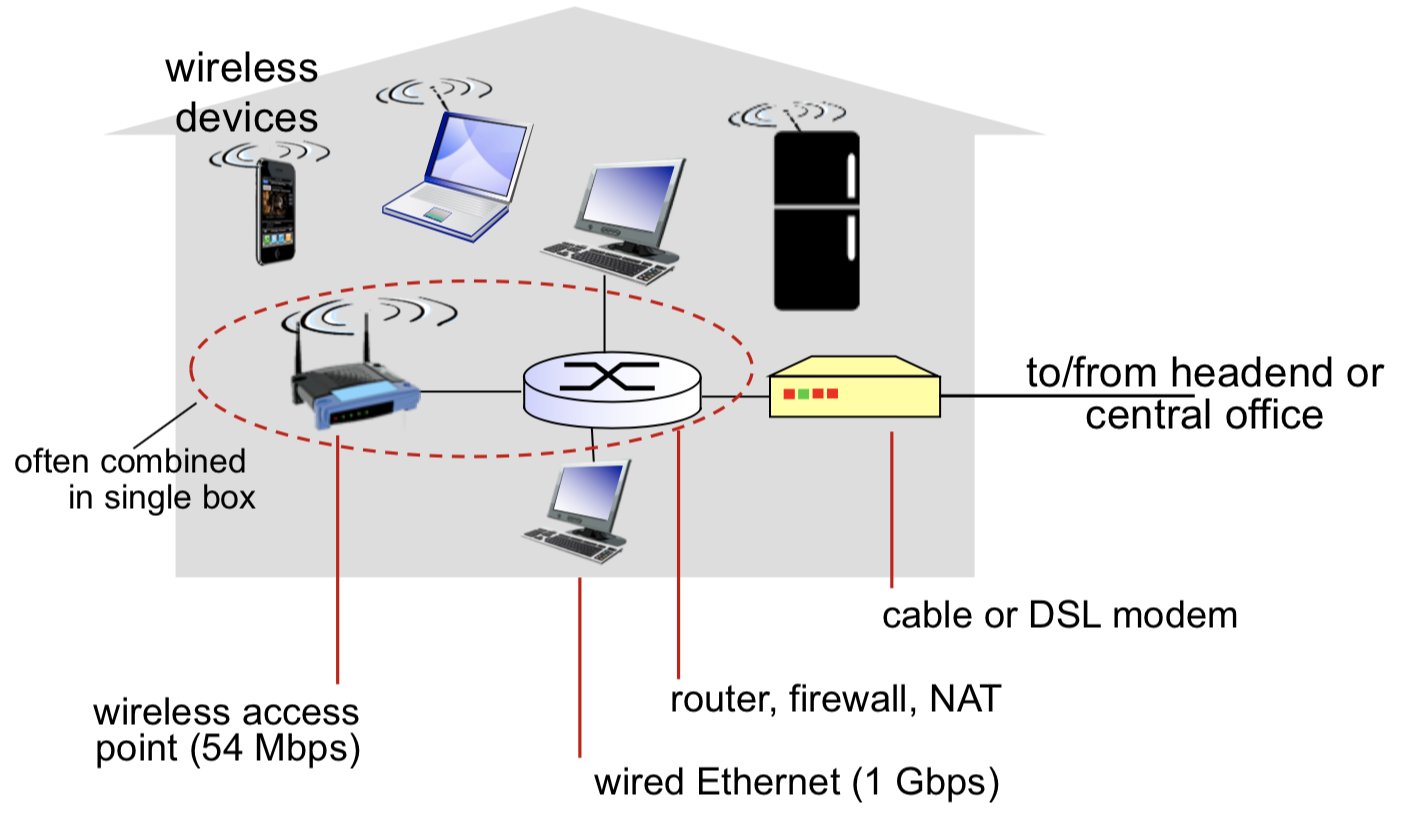 wireless
devices
to/from headend or
central office
often combined
in single box
cable or DSL modem
router, firewall, NAT
wireless access
point (54 Mbps)
wired Ethernet (1 Gbps)